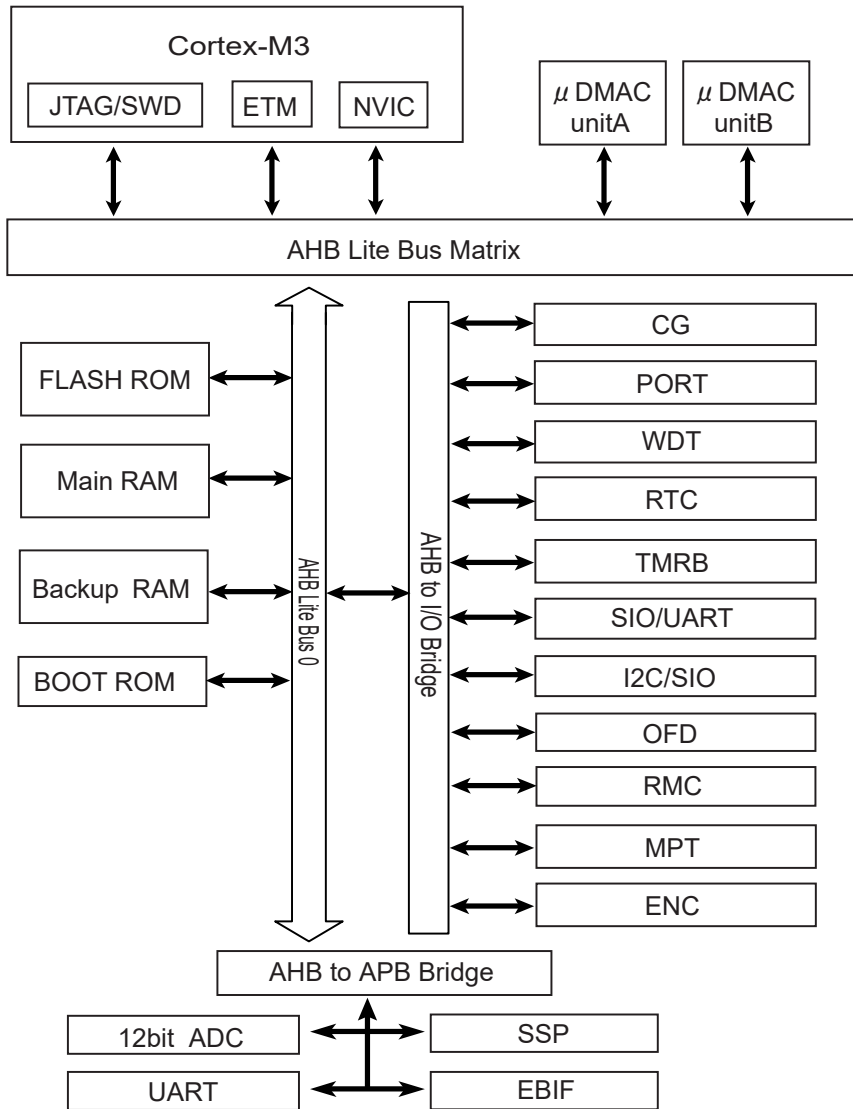 Cortex-M3
JTAG/SWD
ETM
NVIC
μ DMAC
unitA
μ DMAC
unitB
AHB Lite Bus Matrix
FLASH ROM
Main RAM
Backup RAM
BOOT ROM
AHB Lite Bus 0
AHB to I/O Bridge
CG
PORT
WDT
RTC
TMRB
SIO/UART
I2C/SIO
OFD
RMC
MPT
ENC
AHB to APB Bridge
12bit ADC
SSP
UART
EBIF